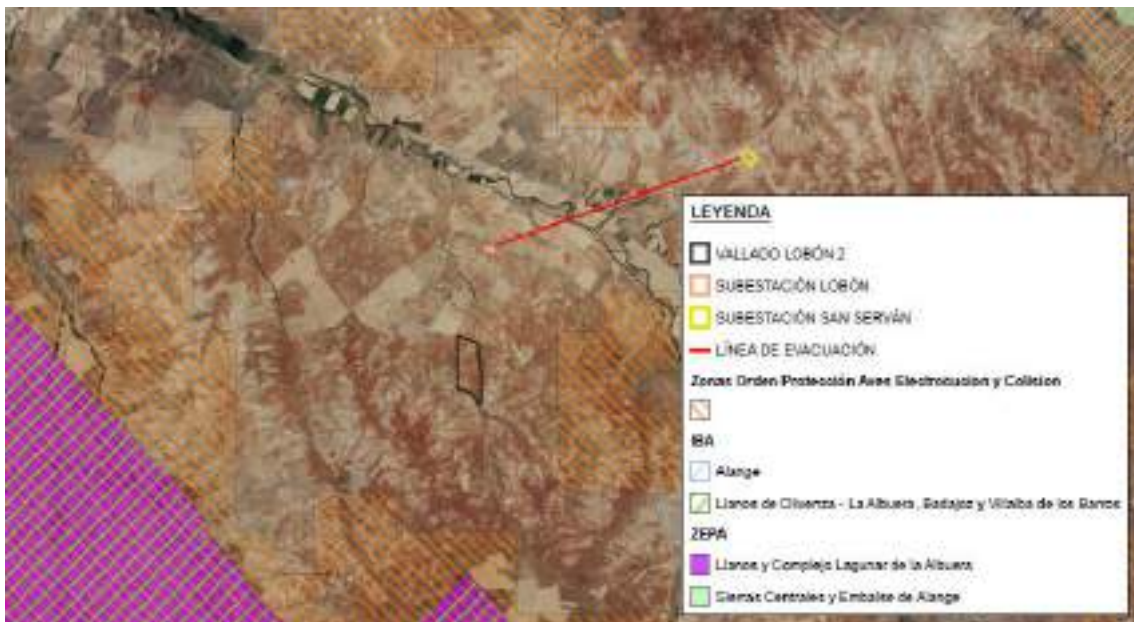 LEYENDA
VALLADO LOBÓN 2
SUBESTACIÓN LOBÓN
SUBESTACIÓN SAN SERVÁN
LÍNEA DE EVACUACIÓN
Zonas Orden Protección Aves Electrocucion y Colision
IBA
Alange
Llanos de Olivenza - La Albuera, Badajoz y Villalba de los Barros
ZEPA
Llanos y Complejo Lagunar de la Albuera
Sierras Centrales y Embalse de Alange